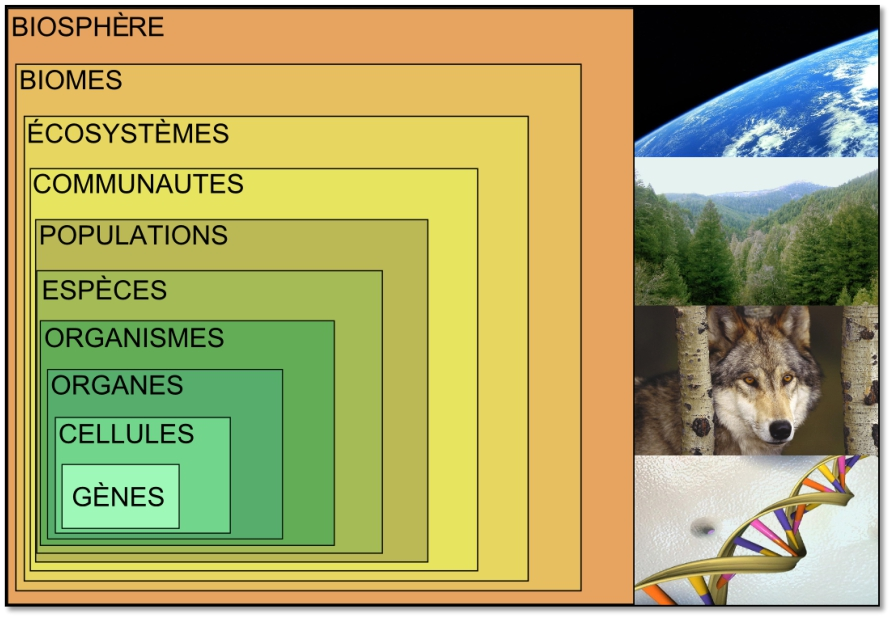 BIOSPHÈRE
BIOMES
ÉCOSYSTÈMES
COMMUNAUTES
POPULATIONS
ESPÈCES
ORGANISMES
ORGANES
CELLULES
GÈNES